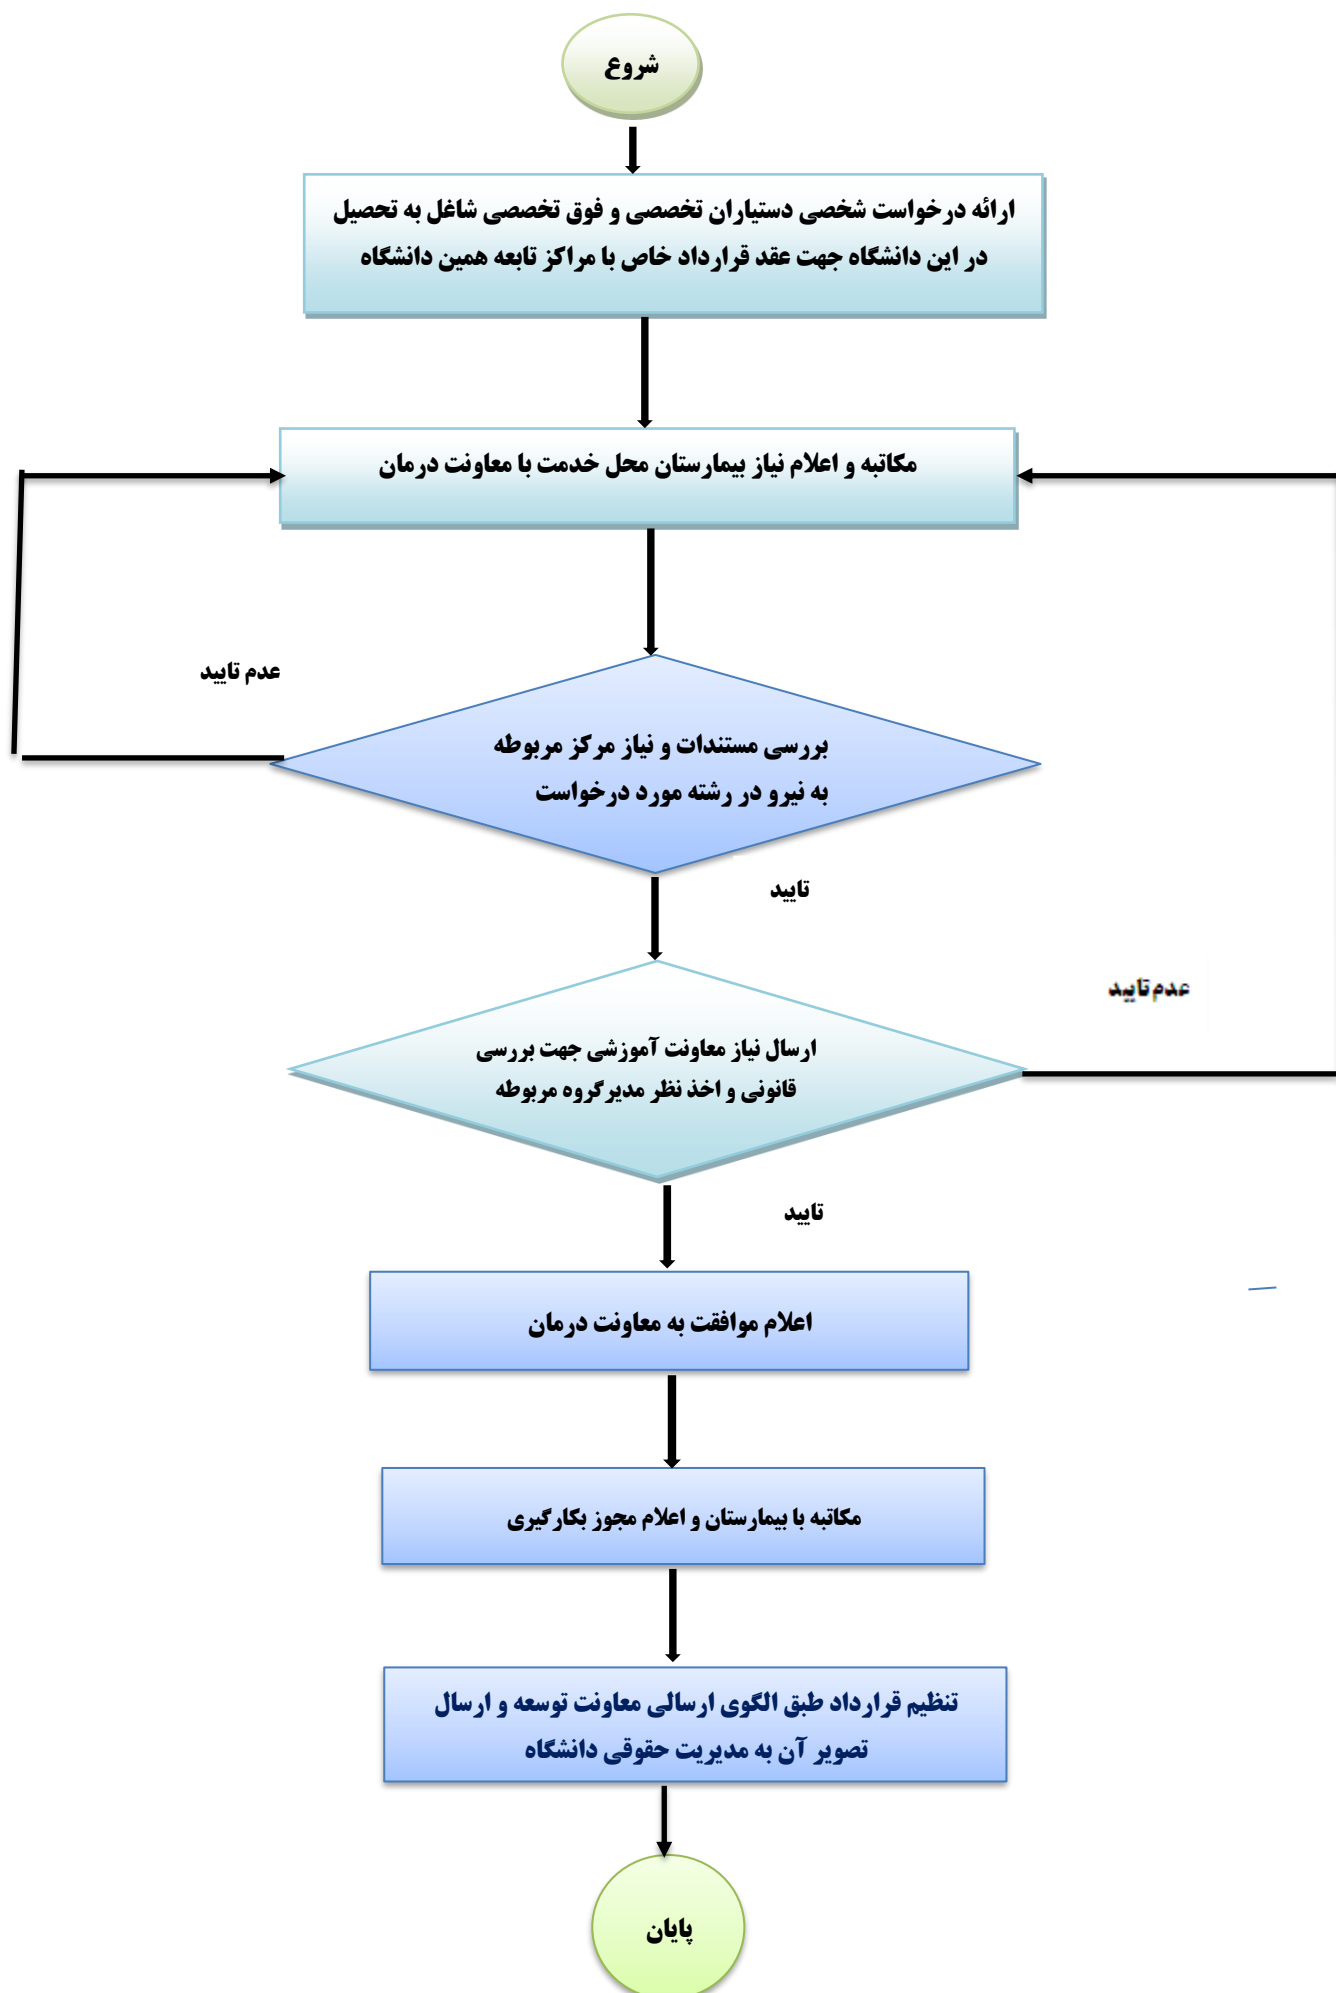 شروع
ارائه درخواست شخصی دستیاران تخصصی و فوق تخصصی شاغل به تحصیل
در این دانشگاه جهت عقد قرارداد خاص با مراکز تابعه همین دانشگاه
مکاتبه و اعلام نیاز بیمارستان محل خدمت با معاونت درمان
عدم تایید
بررسی مستندات و نیاز مرکز مربوطه
به نیرو در رشته مورد درخواست
تایید
عدم تایید
ارسال نیاز معاونت آموزشی جهت بررسی
قانونی و اخذ نظر مدیرگروه مربوطه
تایید
اعلام موافقت به معاونت درمان
مکاتبه با بیمارستان و اعلام مجوز بکارگیری
تنظیم قرارداد طبق الگوی ارسالی معاونت توسعه و ارسال
تصویر آن به مدیریت حقوقی دانشگاه
پایان